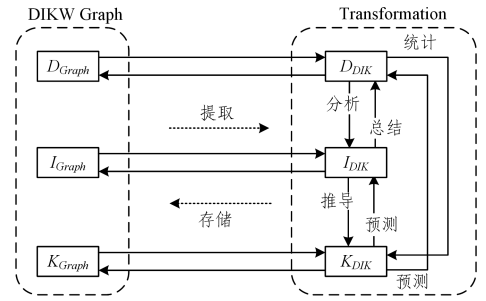 DIKW Graph
Transformation
统计
D_Graph
D_DIK
分析
提取
总结
I_Graph
I_DIK
推导
存储
预测
K_Graph
K_DIK
预测